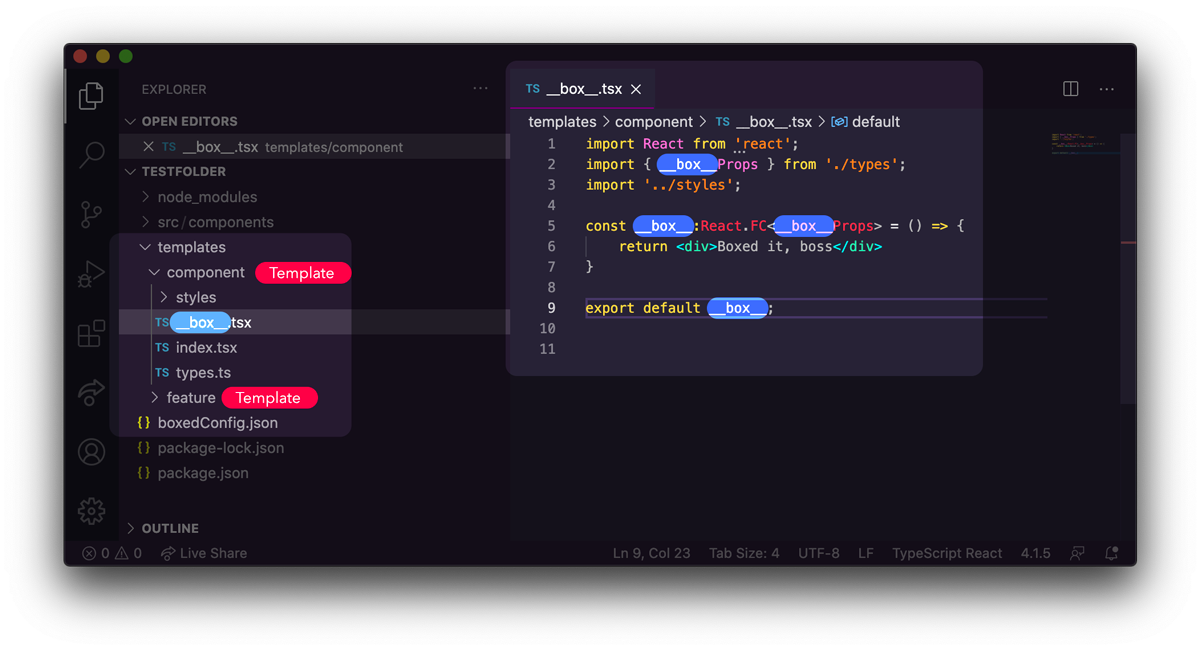 EXPLORER
OPEN EDITORS
TS __box__.tsx templates/component
TESTFOLDER
node_modules
src/components
templates
component Template
styles
TS __box__.tsx
TS index.tsx
TS types.ts
feature Template
{} boxedConfig.json
{} package-lock.json
{} package.json
OUTLINE
TS __box__.tsx
templates > component > TS __box__.tsx > default
1 import React from 'react';
2 import { __box__Props } from './types';
3 import '../styles';
4
5 const __box__:React.FC<__box__Props> = () => {
6 return <div>Boxed it, boss</div>
7 }
8
9 export default __box__;
10
11
0 0 Live Share Ln 9, Col 23 Tab Size: 4 UTF-8 LF TypeScript React 4.1.5